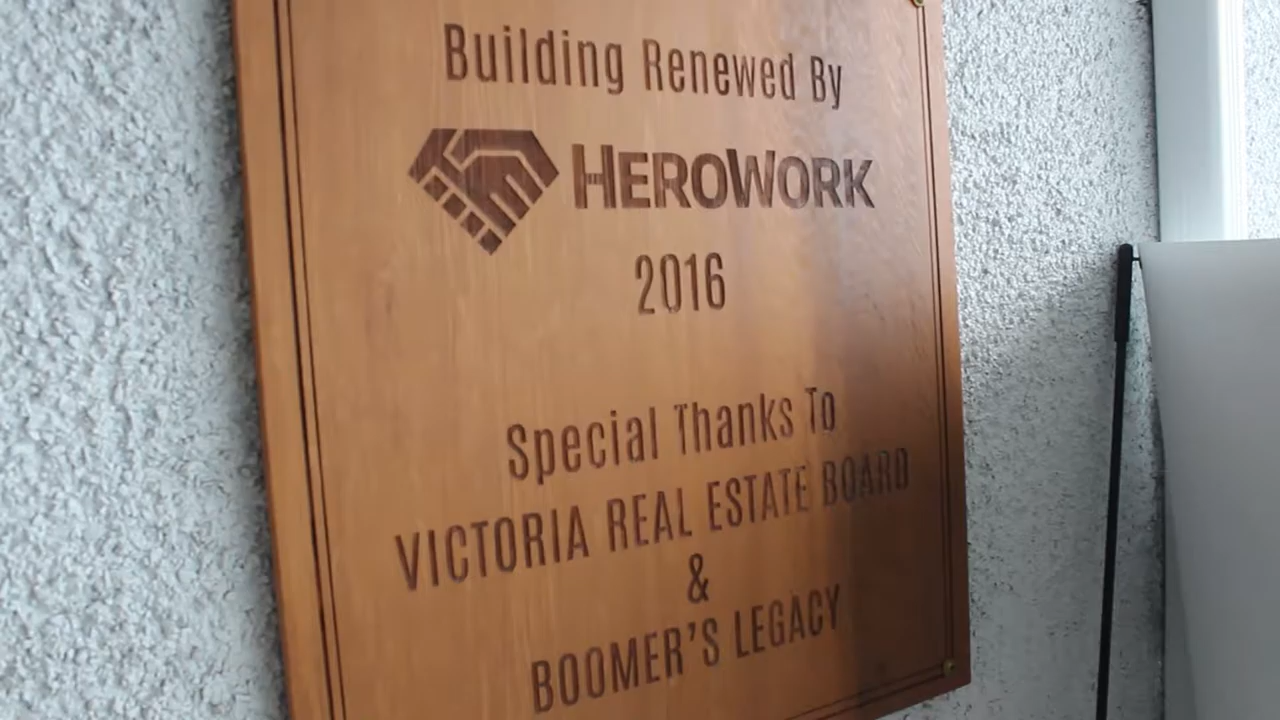 Building Renewed By
HEROWORK
2016
Special Thanks To
VICTORIA REAL ESTATE BOARD
&
BOOMER'S LEGACY